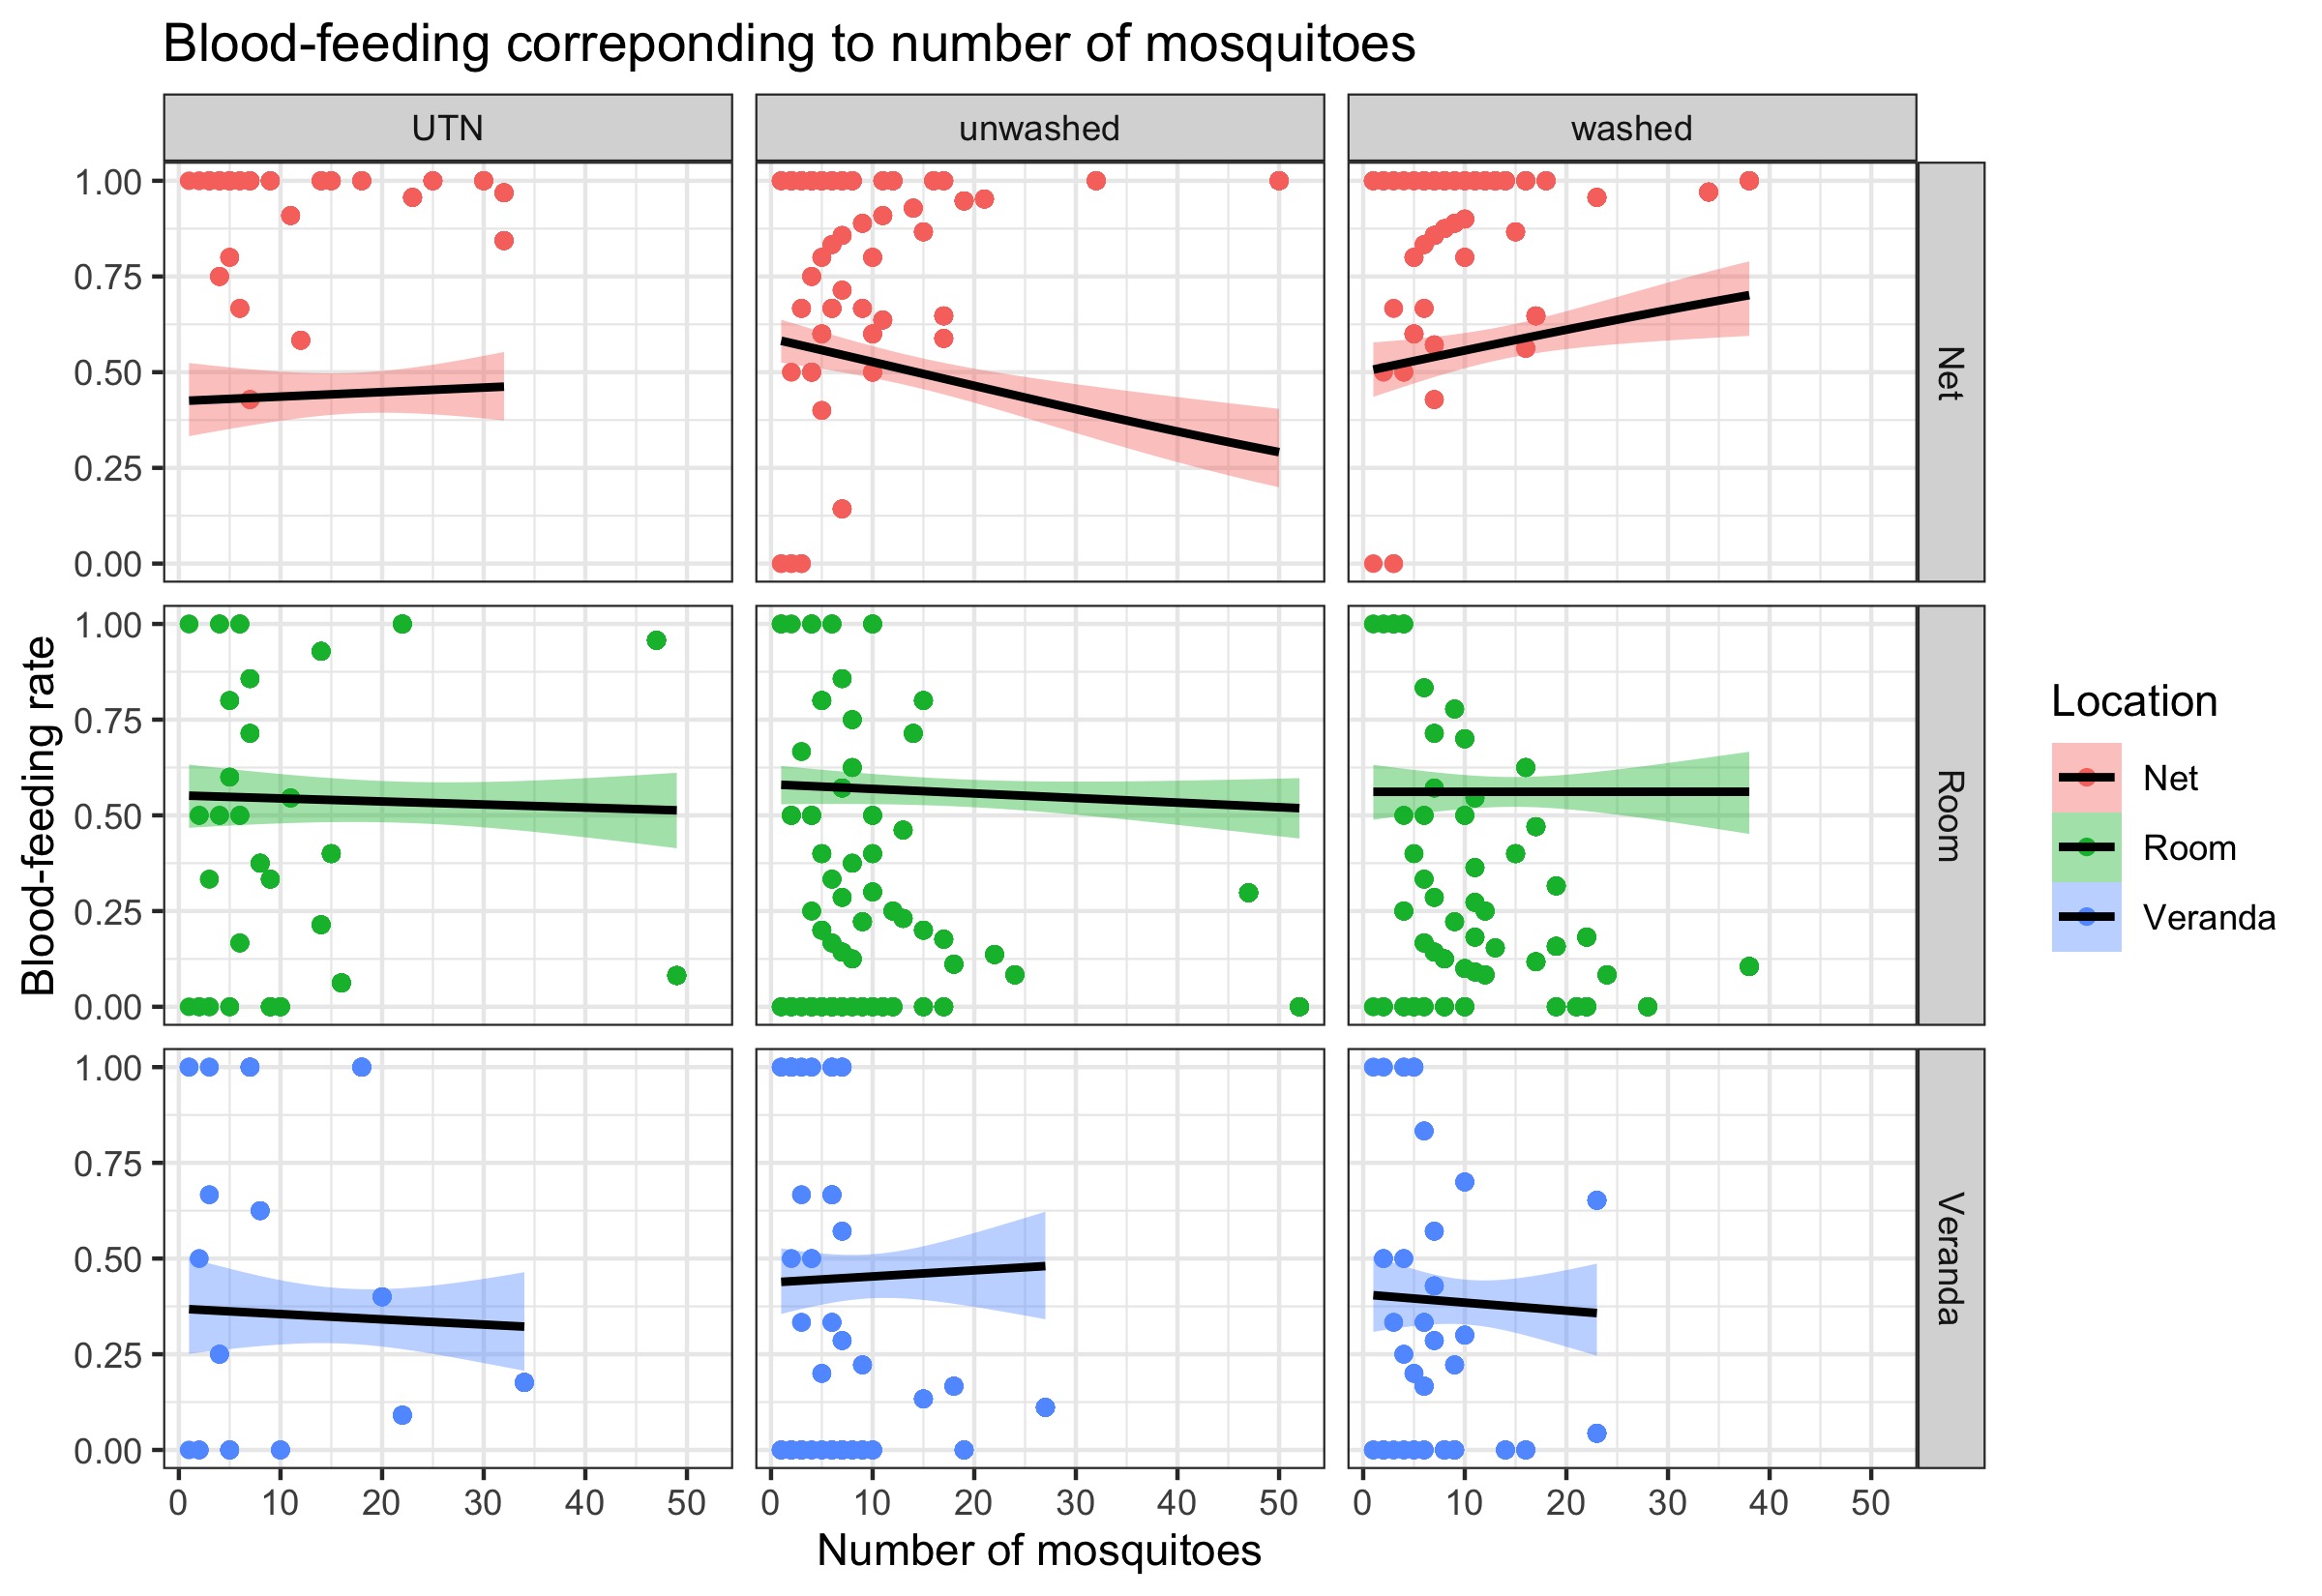 Blood-feeding correponding to number of mosquitoes
UTN
unwashed
washed
1.00
0.75
0.50
0.25
0.00
Net
1.00
0.75
0.50
0.25
0.00
Room
1.00
0.75
0.50
0.25
0.00
Veranda
Blood-feeding rate
0 10 20 30 40 50
0 10 20 30 40 50
0 10 20 30 40 50
Number of mosquitoes
Location
Net
Room
Veranda